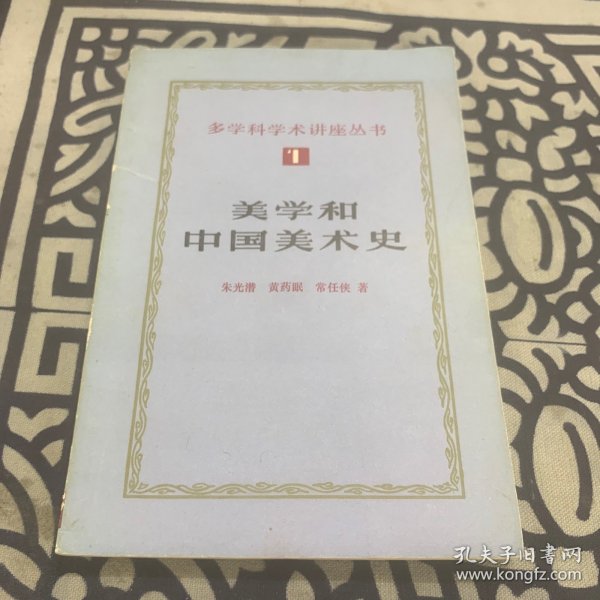 多学科学术讲座丛书
1
美学和
中国美术史
朱光潜 黄药眠 常任侠 著
孔夫子旧书网
www.kongfz.com